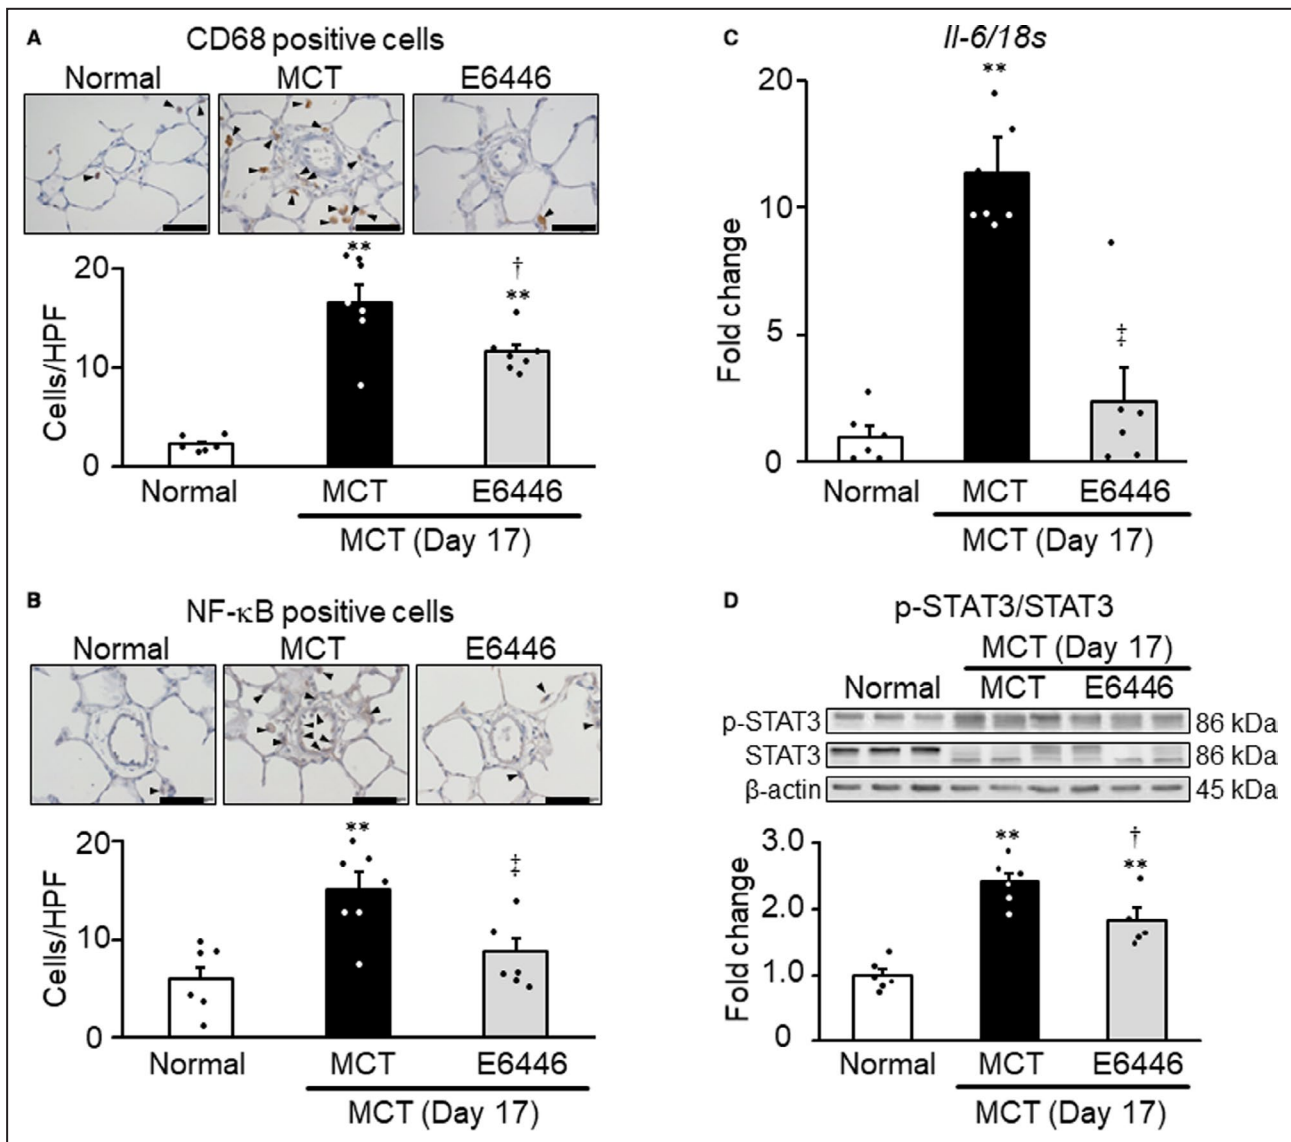 A
CD68 positive cells
Normal MCT E6446
**
†
**
20
10
0
Cells/HPF
Normal MCT E6446
MCT (Day 17)
B
NF-κB positive cells
Normal MCT E6446
**
‡
20
10
0
Cells/HPF
Normal MCT E6446
MCT (Day 17)
C
Il-6/18s
**
‡
20
10
5
0
Fold change
Normal MCT E6446
MCT (Day 17)
D
p-STAT3/STAT3
MCT (Day 17)
Normal MCT E6446
p-STAT3 86 kDa
STAT3 86 kDa
β-actin 45 kDa
**
†
**
3.0
2.0
1.0
0
Fold change
Normal MCT E6446
MCT (Day 17)